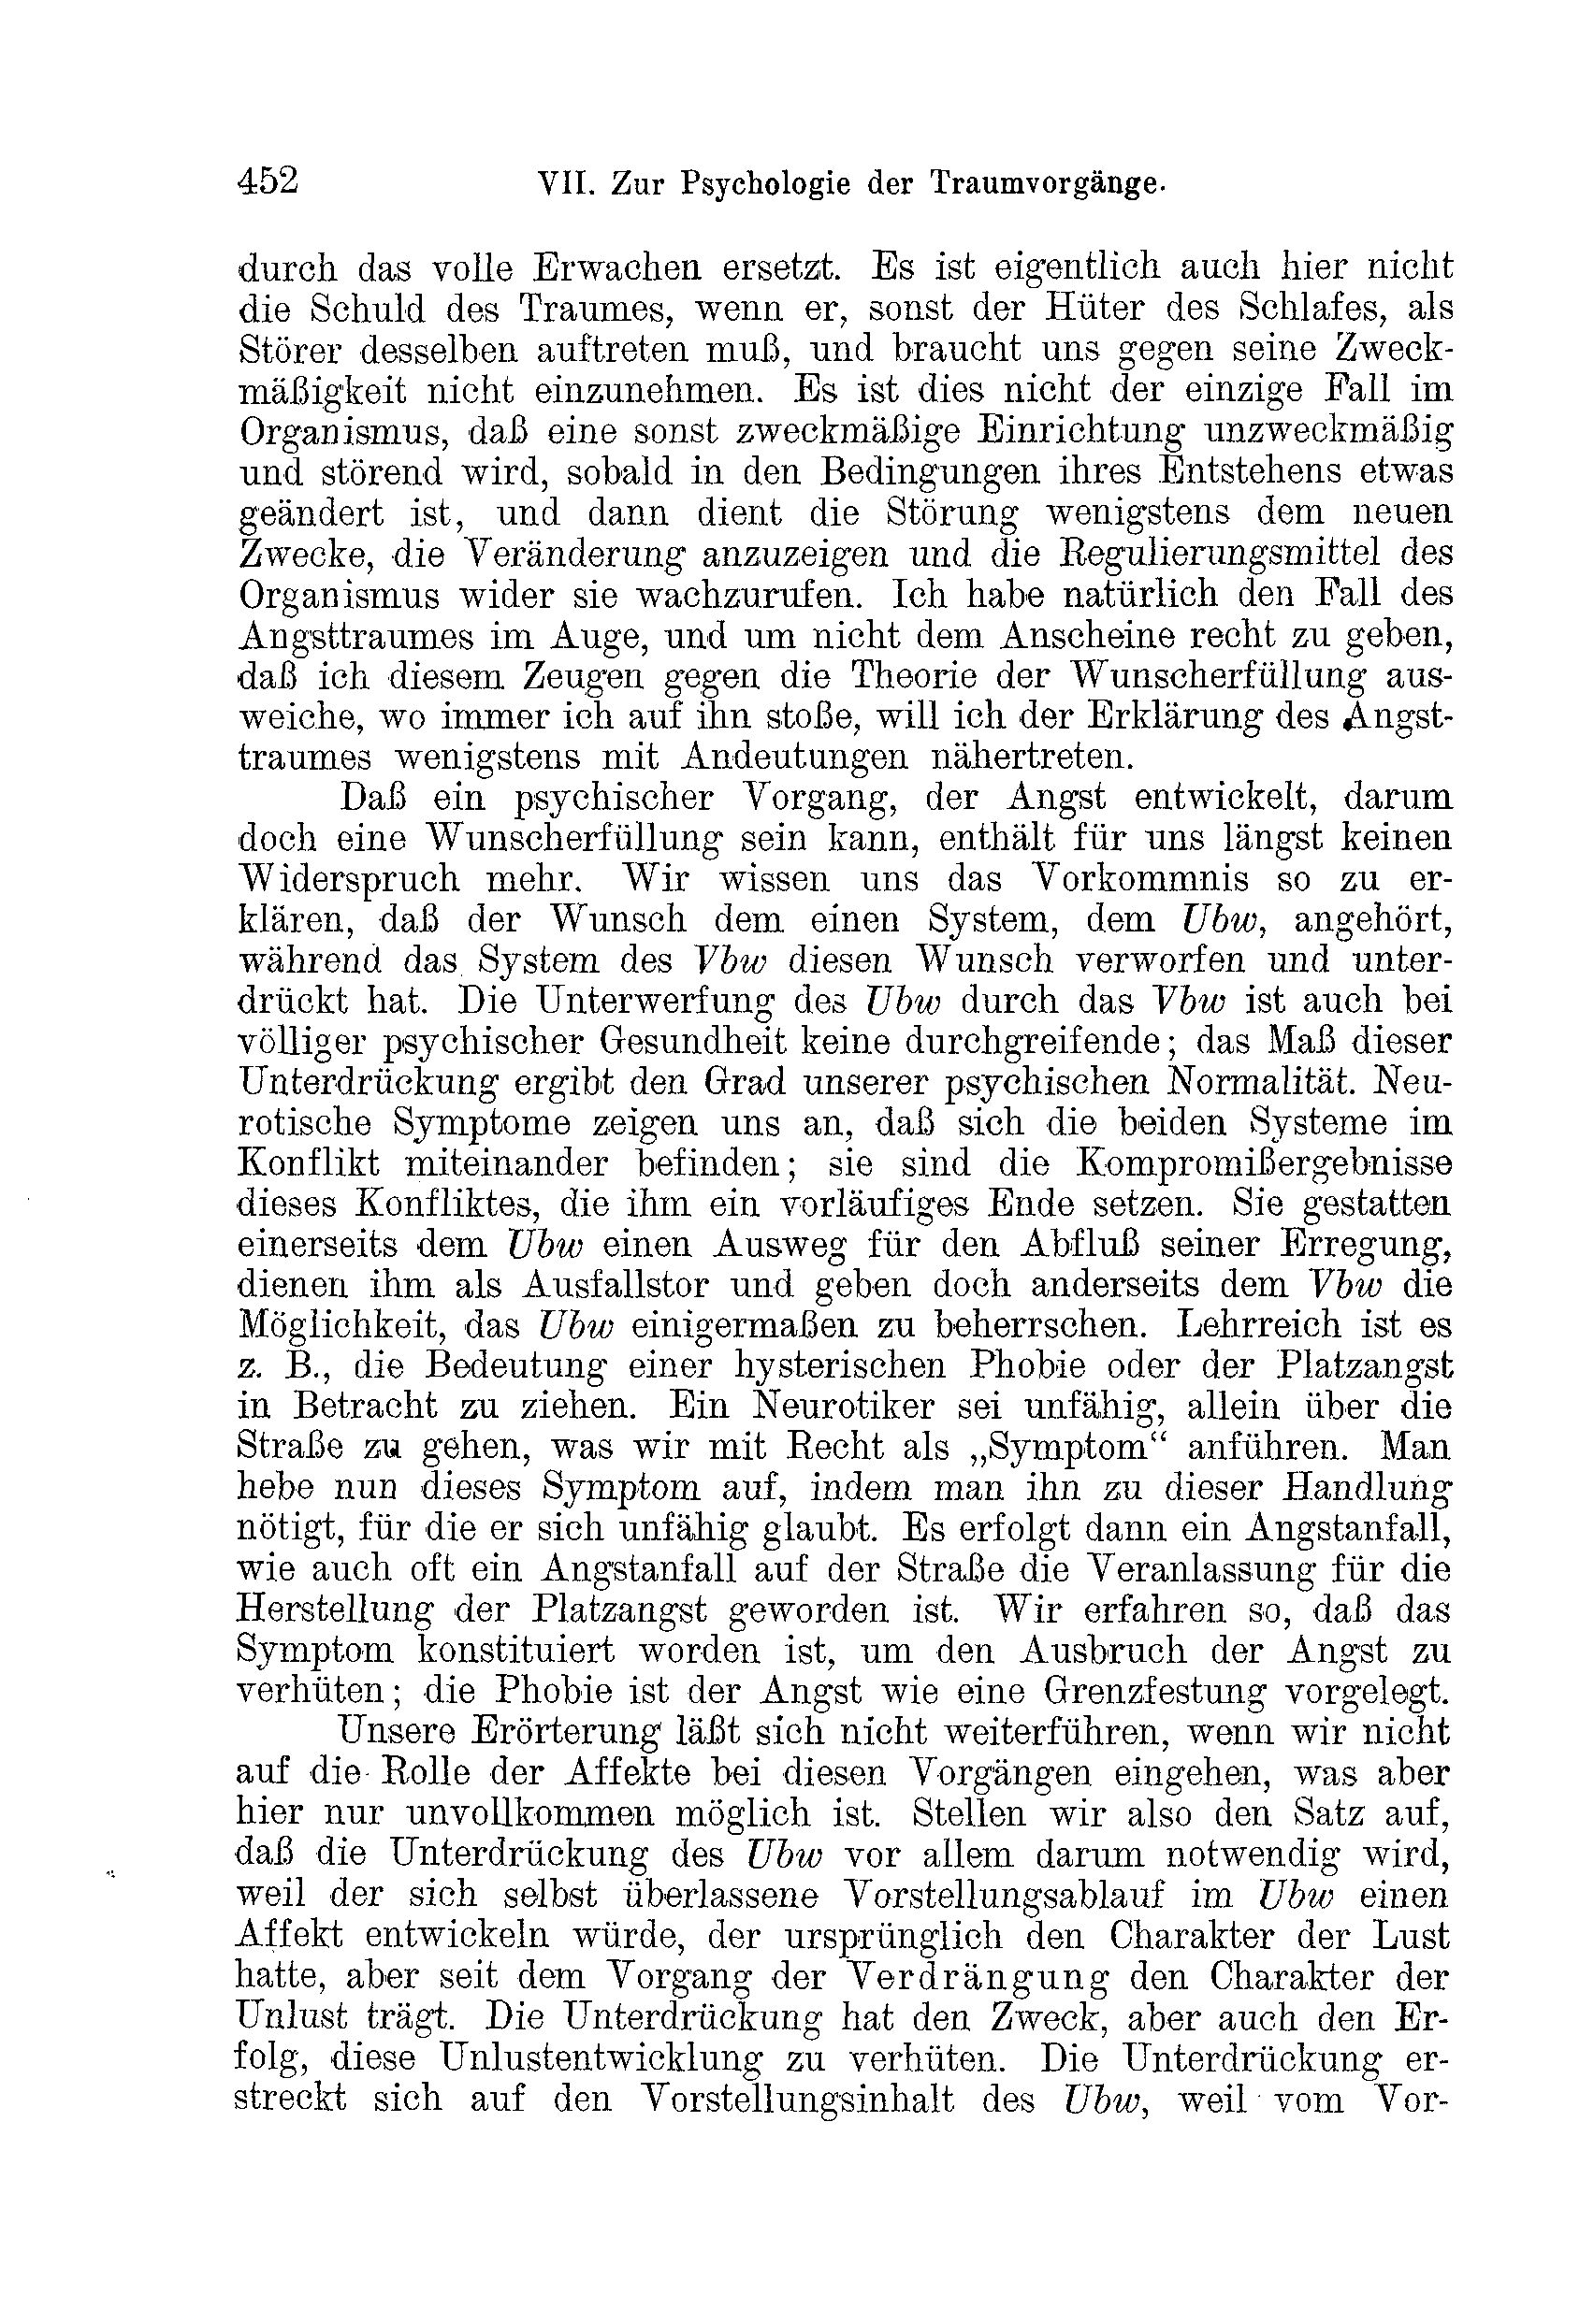 452 VII. Zur Psychologie der Traumvorgänge.
durch das volle Erwachen ersetzt. Es ist eigentlich auch hier nicht
die Schuld des Traumes, wenn er, sonst der Hüter des Schlafes, als
Störer desselben auftreten muß, und braucht uns gegen seine Zweck-
mäßigkeit nicht einzunehmen. Es ist dies nicht der einzige Fall im
Organismus, daß eine sonst zweckmäßige Einrichtung unzweckmäßig
und störend wird, sobald in den Bedingungen ihres Entstehens etwas
geändert ist, und dann dient die Störung wenigstens dem neuen
Zwecke, die Veränderung anzuzeigen und die Regulierungsmittel des
Organismus wider sie wachzurufen. Ich habe natürlich den Fall des
Angsttraumes im Auge, und um nicht dem Anscheine recht zu geben,
daß ich diesem Zeugen gegen die Theorie der Wunscherfüllung aus-
weiche, wo immer ich auf ihn stoße, will ich der Erklärung des Angst-
traumes wenigstens mit Andeutungen nähertreten.
Daß ein psychischer Vorgang, der Angst entwickelt, darum
doch eine Wunscherfüllung sein kann, enthält für uns längst keinen
Widerspruch mehr. Wir wissen uns das Vorkommnis so zu er-
klären, daß der Wunsch dem einen System, dem Ubw, angehört,
während das System des Vbw diesen Wunsch verworfen und unter-
drückt hat. Die Unterwerfung des Ubw durch das Vbw ist auch bei
völliger psychischer Gesundheit keine durchgreifende; das Maß dieser
Unterdrückung ergibt den Grad unserer psychischen Normalität. Neu-
rotische Symptome zeigen uns an, daß sich die beiden Systeme im
Konflikt miteinander befinden; sie sind die Kompromißergebnisse
dieses Konfliktes, die ihm ein vorläufiges Ende setzen. Sie gestatten
einerseits dem Ubw einen Ausweg für den Abfluß seiner Erregung,
dienen ihm als Ausfallstor und geben doch anderseits dem Vbw die
Möglichkeit, das Ubw einigermaßen zu beherrschen. Lehrreich ist es
z. B., die Bedeutung einer hysterischen Phobie oder der Platzangst
in Betracht zu ziehen. Ein Neurotiker sei unfähig, allein über die
Straße zu gehen, was wir mit Recht als „Symptom“ anführen. Man
hebe nun dieses Symptom auf, indem man ihn zu dieser Handlung
nötigt, für die er sich unfähig glaubt. Es erfolgt dann ein Angstanfall,
wie auch oft ein Angstanfall auf der Straße die Veranlassung für die
Herstellung der Platzangst geworden ist. Wir erfahren so, daß das
Symptom konstituiert worden ist, um den Ausbruch der Angst zu
verhüten; die Phobie ist der Angst wie eine Grenzfestung vorgelegt.
Unsere Erörterung läßt sich nicht weiterführen, wenn wir nicht
auf die Rolle der Affekte bei diesen Vorgängen eingehen, was aber
hier nur unvollkommen möglich ist. Stellen wir also den Satz auf,
daß die Unterdrückung des Ubw vor allem darum notwendig wird,
weil der sich selbst überlassene Vorstellungsablauf im Ubw einen
Affekt entwickeln würde, der ursprünglich den Charakter der Lust
hatte, aber seit dem Vorgang der Verdrängung den Charakter der
Unlust trägt. Die Unterdrückung hat den Zweck, aber auch den Er-
folg, diese Unlustentwicklung zu verhüten. Die Unterdrückung er-
streckt sich auf den Vorstellungsinhalt des Ubw, weil vom Vor-